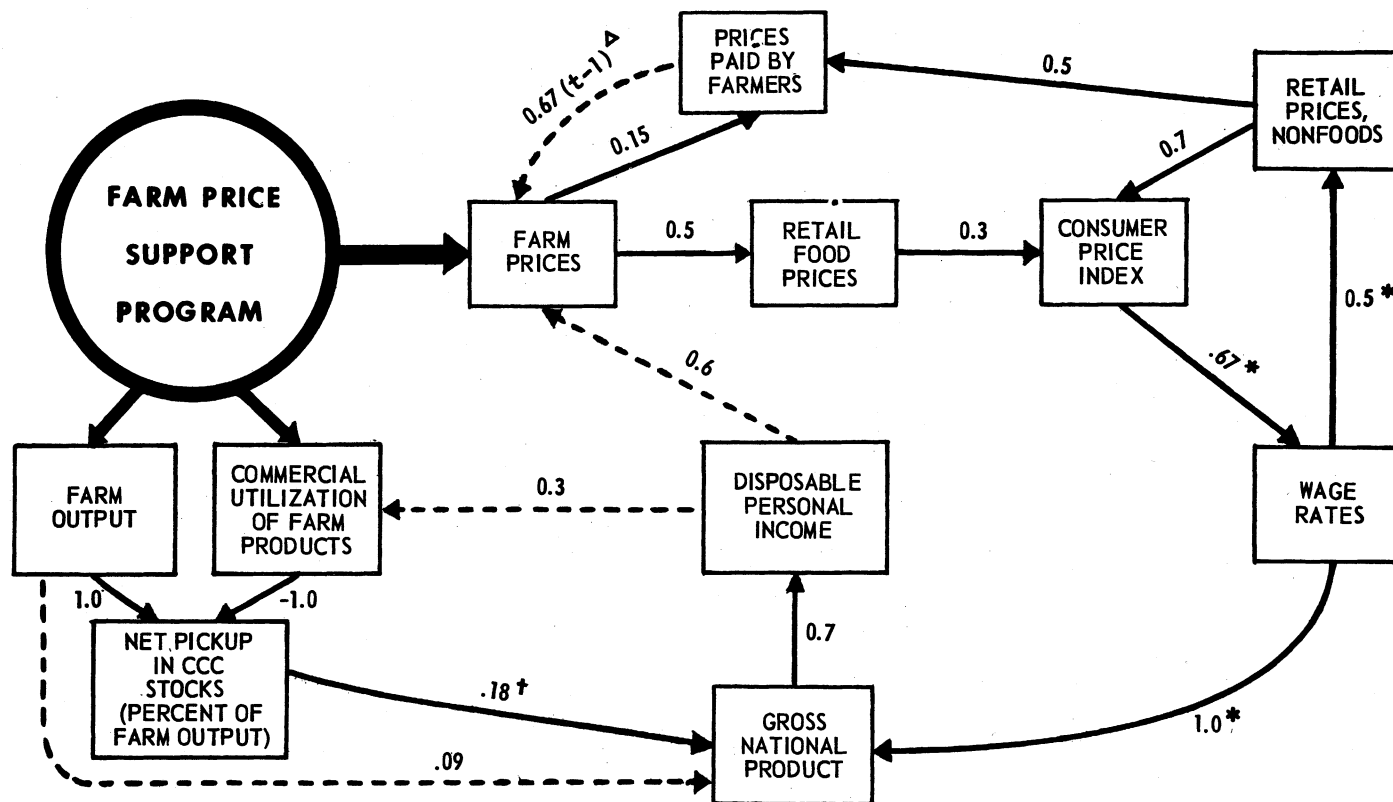 FARM PRICE
SUPPORT
PROGRAM
PRICES
PAID BY
FARMERS
0.67 (t-1) Δ
0.15
0.5
RETAIL
PRICES,
NONFOODS
0.7
FARM
PRICES
0.5
RETAIL
FOOD
PRICES
0.3
CONSUMER
PRICE
INDEX
0.5 *
.67 *
0.6
FARM
OUTPUT
COMMERCIAL
UTILIZATION
OF FARM
PRODUCTS
0.3
DISPOSABLE
PERSONAL
INCOME
WAGE
RATES
1.0
-1.0
NET PICKUP
IN CCC
STOCKS
(PERCENT OF
FARM OUTPUT)
0.7
.18 †
GROSS
NATIONAL
PRODUCT
1.0 *
.09